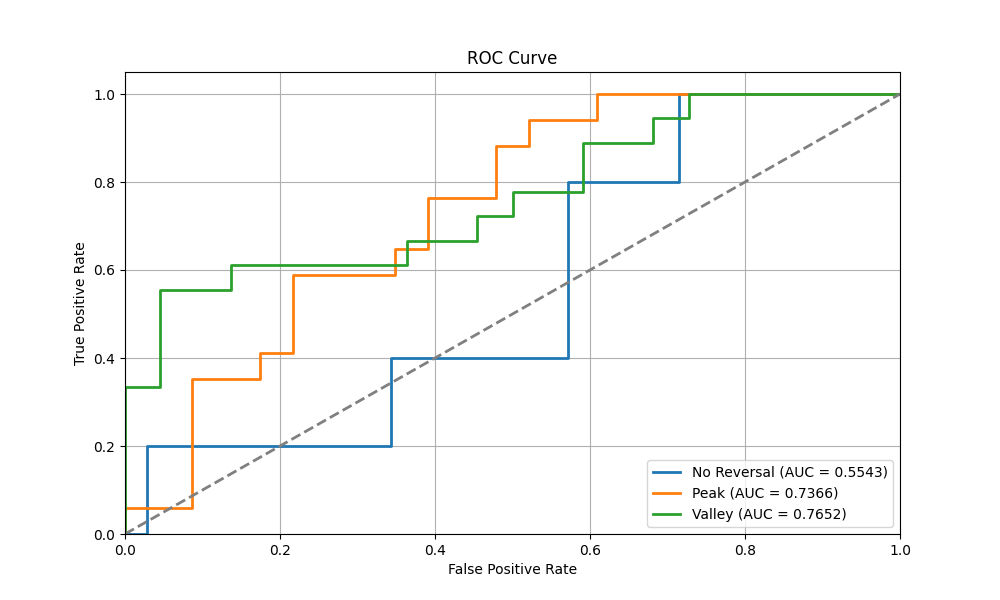 ROC Curve
True Positive Rate
1.0
0.8
0.6
0.4
0.2
0.0
0.0 0.2 0.4 0.6 0.8 1.0
False Positive Rate
No Reversal (AUC = 0.5543)
Peak (AUC = 0.7366)
Valley (AUC = 0.7652)